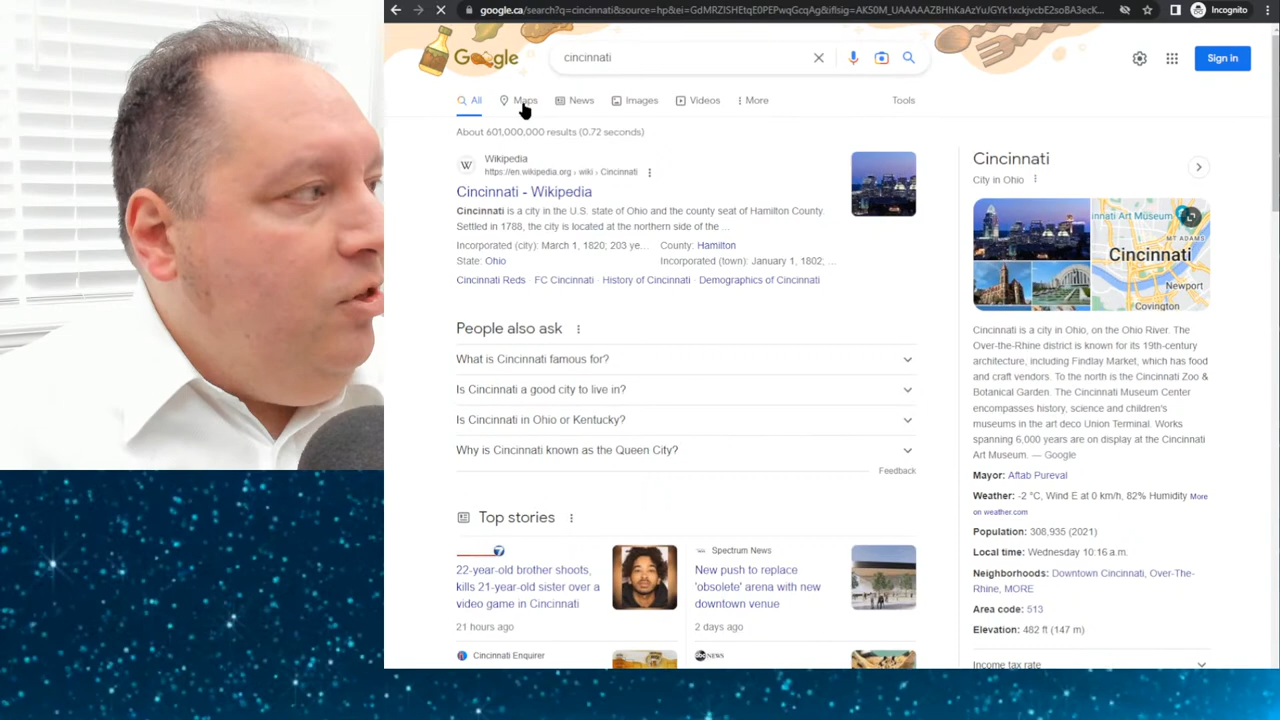 google.ca/search?q=cincinnati&source=hp&ei=
Incognito
Google
cincinnati
Sign in
All
Maps
News
Images
Videos
More
Tools
About 601,000,000 results (0.72 seconds)
W
Wikipedia
https://en.wikipedia.org › wiki › Cincinnati
Cincinnati - Wikipedia
Cincinnati is a city in the U.S. state of Ohio and the county seat of Hamilton County.
Settled in 1788, the city is located at the northern side of the ...
Incorporated (city): March 1, 1820; 203 ye... County: Hamilton
State: Ohio Incorporated (town): January 1, 1802; ...
Cincinnati Reds · FC Cincinnati · History of Cincinnati · Demographics of Cincinnati
People also ask
What is Cincinnati famous for?
Is Cincinnati a good city to live in?
Is Cincinnati in Ohio or Kentucky?
Why is Cincinnati known as the Queen City?
Feedback
Top stories
7
22-year-old brother shoots,
kills 21-year-old sister over a
video game in Cincinnati
21 hours ago
Spectrum News
New push to replace
'obsolete' arena with new
downtown venue
2 days ago
Cincinnati Enquirer
abc NEWS
Cincinnati
City in Ohio
innati Art Museum
MT ADAMS
Cincinnati
Newport
Covington
Cincinnati is a city in Ohio, on the Ohio River. The
Over-the-Rhine district is known for its 19th-century
architecture, including Findlay Market, which has food
and craft vendors. To the north is the Cincinnati Zoo &
Botanical Garden. The Cincinnati Museum Center
encompasses history, science and children's
museums in the art deco Union Terminal. Works
spanning 6,000 years are on display at the Cincinnati
Art Museum. — Google
Mayor: Aftab Pureval
Weather: -2 °C, Wind E at 0 km/h, 82% Humidity More
on weather.com
Population: 308,935 (2021)
Local time: Wednesday 10:16 a.m.
Neighborhoods: Downtown Cincinnati, Over-The-
Rhine, MORE
Area code: 513
Elevation: 482 ft (147 m)
Income tax rate